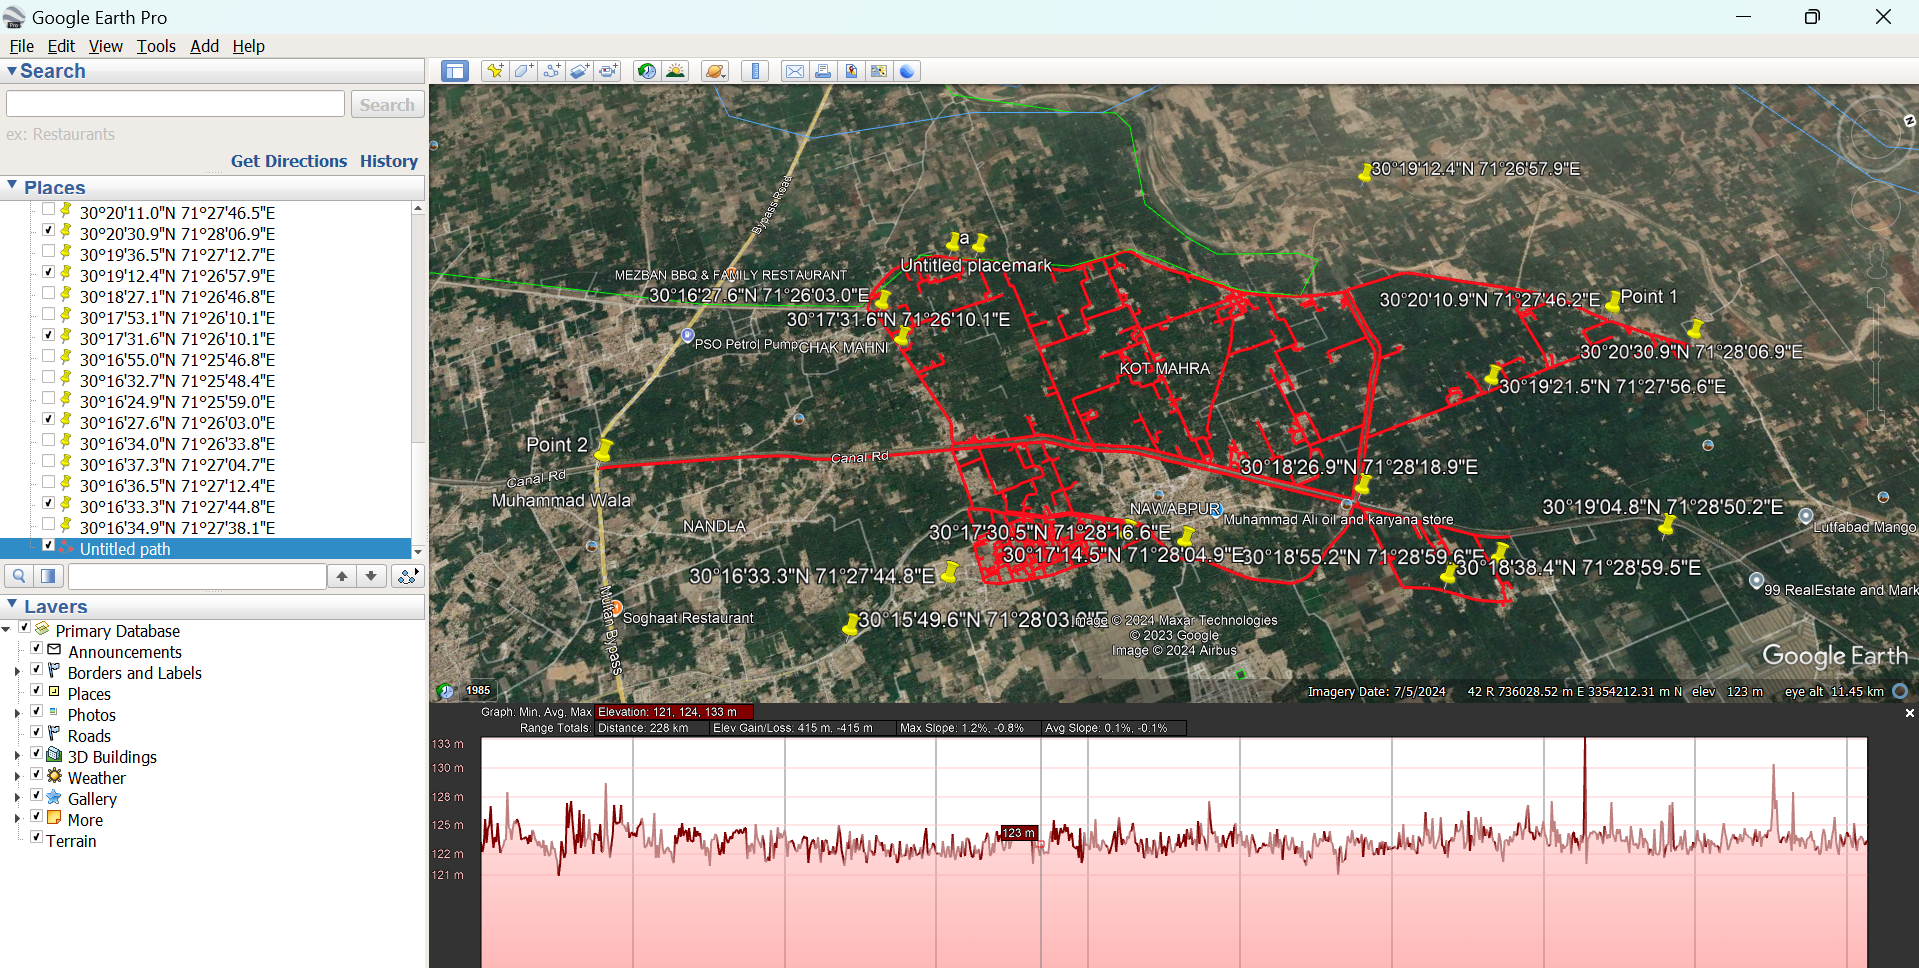 Google Earth Pro
File Edit View Tools Add Help
Search
Search
ex: Restaurants
Get Directions History
Places
30°20'11.0"N 71°27'46.5"E
30°20'30.9"N 71°28'06.9"E
30°19'36.5"N 71°27'12.7"E
30°19'12.4"N 71°26'57.9"E
30°18'27.1"N 71°26'46.8"E
30°17'53.1"N 71°26'10.1"E
30°17'31.6"N 71°26'10.1"E
30°16'55.0"N 71°25'46.8"E
30°16'32.7"N 71°25'48.4"E
30°16'24.9"N 71°25'59.0"E
30°16'27.6"N 71°26'03.0"E
30°16'34.0"N 71°26'33.8"E
30°16'37.3"N 71°27'04.7"E
30°16'36.5"N 71°27'12.4"E
30°16'33.3"N 71°27'44.8"E
30°16'34.9"N 71°27'38.1"E
Untitled path
Layers
Primary Database
Announcements
Borders and Labels
Places
Photos
Roads
3D Buildings
Weather
Gallery
More
Terrain
N
30°19'12.4"N 71°26'57.9"E
Bypass Road
a
Untitled placemark
MEZBAN BBQ & FAMILY RESTAURANT
30°16'27.6"N 71°26'03.0"E
30°20'10.9"N 71°27'46.2"E
Point 1
30°17'31.6"N 71°26'10.1"E
PSO Petrol Pump
CHAK MAHNI
30°20'30.9"N 71°28'06.9"E
KOT MAHRA
30°19'21.5"N 71°27'56.6"E
Point 2
Canal Rd
Canal Rd
30°18'26.9"N 71°28'18.9"E
Muhammad Wala
NAWABPUR
30°19'04.8"N 71°28'50.2"E
NANDLA
Muhammad Ali oil and karyana store
Lutfabad Mango
30°17'30.5"N 71°28'16.6"E
30°17'14.5"N 71°28'04.9"E
30°18'55.2"N 71°28'59.6"E
30°18'38.4"N 71°28'59.5"E
30°16'33.3"N 71°27'44.8"E
99 RealEstate and Mark
Multan Bypass
Soghaat Restaurant
30°15'49.6"N 71°28'03.0"E
Image © 2024 Maxar Technologies
© 2023 Google
Image © 2024 Airbus
Google Earth
1985
Imagery Date: 7/5/2024 42 R 736028.52 m E 3354212.31 m N elev 123 m eye alt 11.45 km
Graph: Min, Avg, Max Elevation: 121, 124, 133 m
Range Totals: Distance: 228 km Elev Gain/Loss: 415 m, -415 m Max Slope: 1.2%, -0.8% Avg Slope: 0.1%, -0.1%
133 m
130 m
128 m
125 m
123 m
122 m
121 m